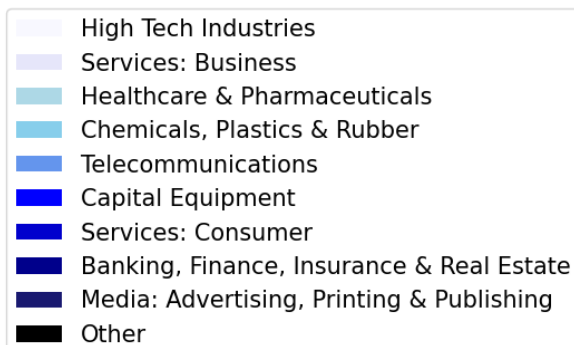 High Tech Industries
Services: Business
Healthcare & Pharmaceuticals
Chemicals, Plastics & Rubber
Telecommunications
Capital Equipment
Services: Consumer
Banking, Finance, Insurance & Real Estate
Media: Advertising, Printing & Publishing
Other